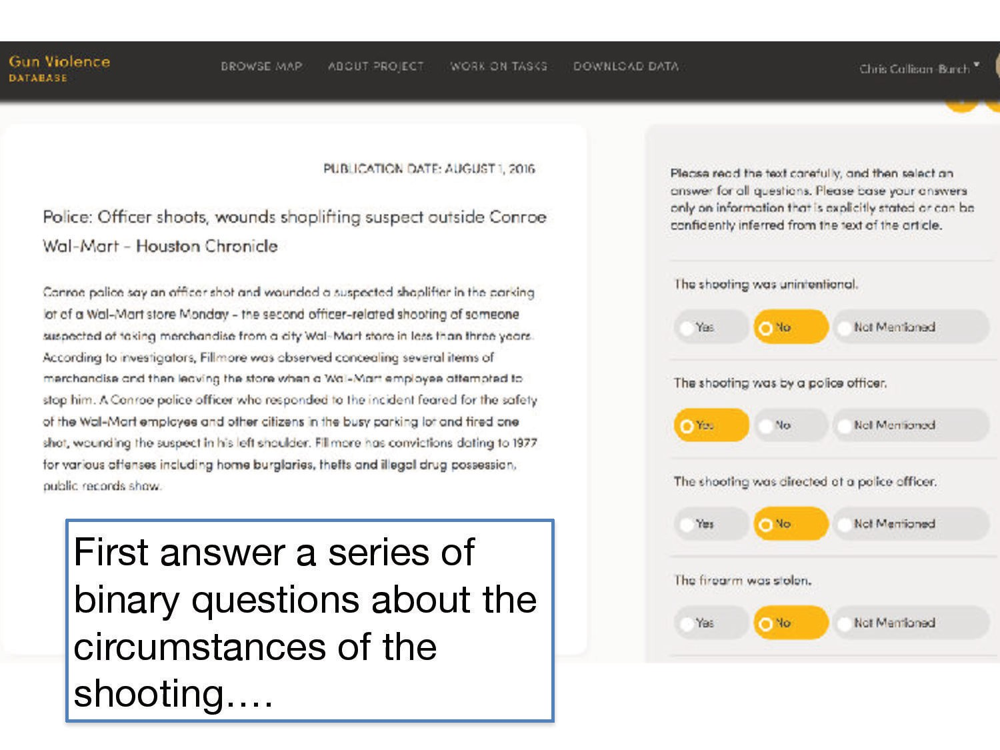 Gun Violence
DATABASE
BROWSE MAP ABOUT PROJECT WORK ON TASKS DOWNLOAD DATA
Chris Callison-Burch
PUBLICATION DATE: AUGUST 1, 2016
Police: Officer shoots, wounds shoplifting suspect outside Conroe
Wal-Mart - Houston Chronicle
Conroe police say an officer shot and wounded a suspected shoplifter in the parking
lot of a Wal-Mart store Monday - the second officer-related shooting of someone
suspected of taking merchandise from a city Wal-Mart store in less than three years.
According to investigators, Fillmore was observed concealing several items of
merchandise and then leaving the store when a Wal-Mart employee attempted to
stop him. A Conroe police officer who responded to the incident feared for the safety
of the Wal-Mart employee and other citizens in the busy parking lot and fired one
shot, wounding the suspect in his left shoulder. Fillmore has convictions dating to 1977
for various offenses including home burglaries, thefts and illegal drug possession,
public records show.
Please read the text carefully, and then select an
answer for all questions. Please base your answers
only on information that is explicitly stated or can be
confidently inferred from the text of the article.
The shooting was unintentional.
Yes No Not Mentioned
The shooting was by a police officer.
Yes No Not Mentioned
The shooting was directed at a police officer.
Yes No Not Mentioned
The firearm was stolen.
Yes No Not Mentioned
First answer a series of
binary questions about the
circumstances of the
shooting....